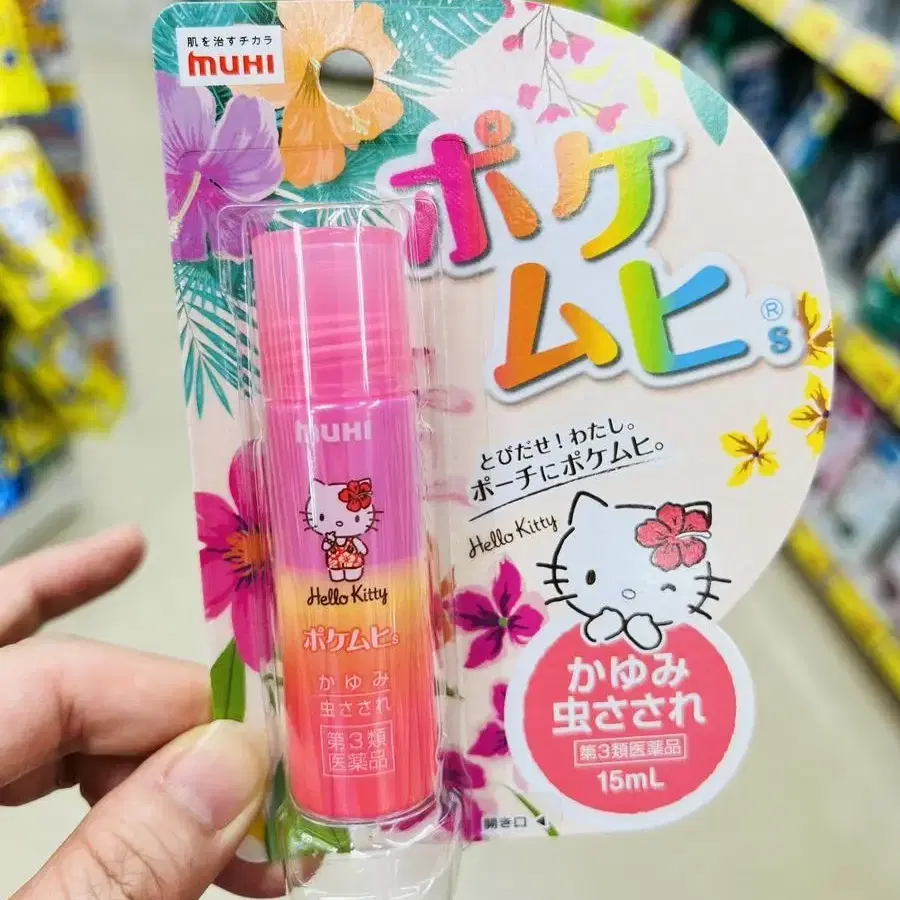 肌を治すチカラ
MUHI
ポケ
ムヒ®s
とびだせ！わたし。
ポーチにポケムヒ。
Hello Kitty
かゆみ
虫さされ
第3類医薬品
15mL
開き口 ◀
muHI
Hello Kitty
ポケムヒs
かゆみ
虫さされ
第3類
医薬品